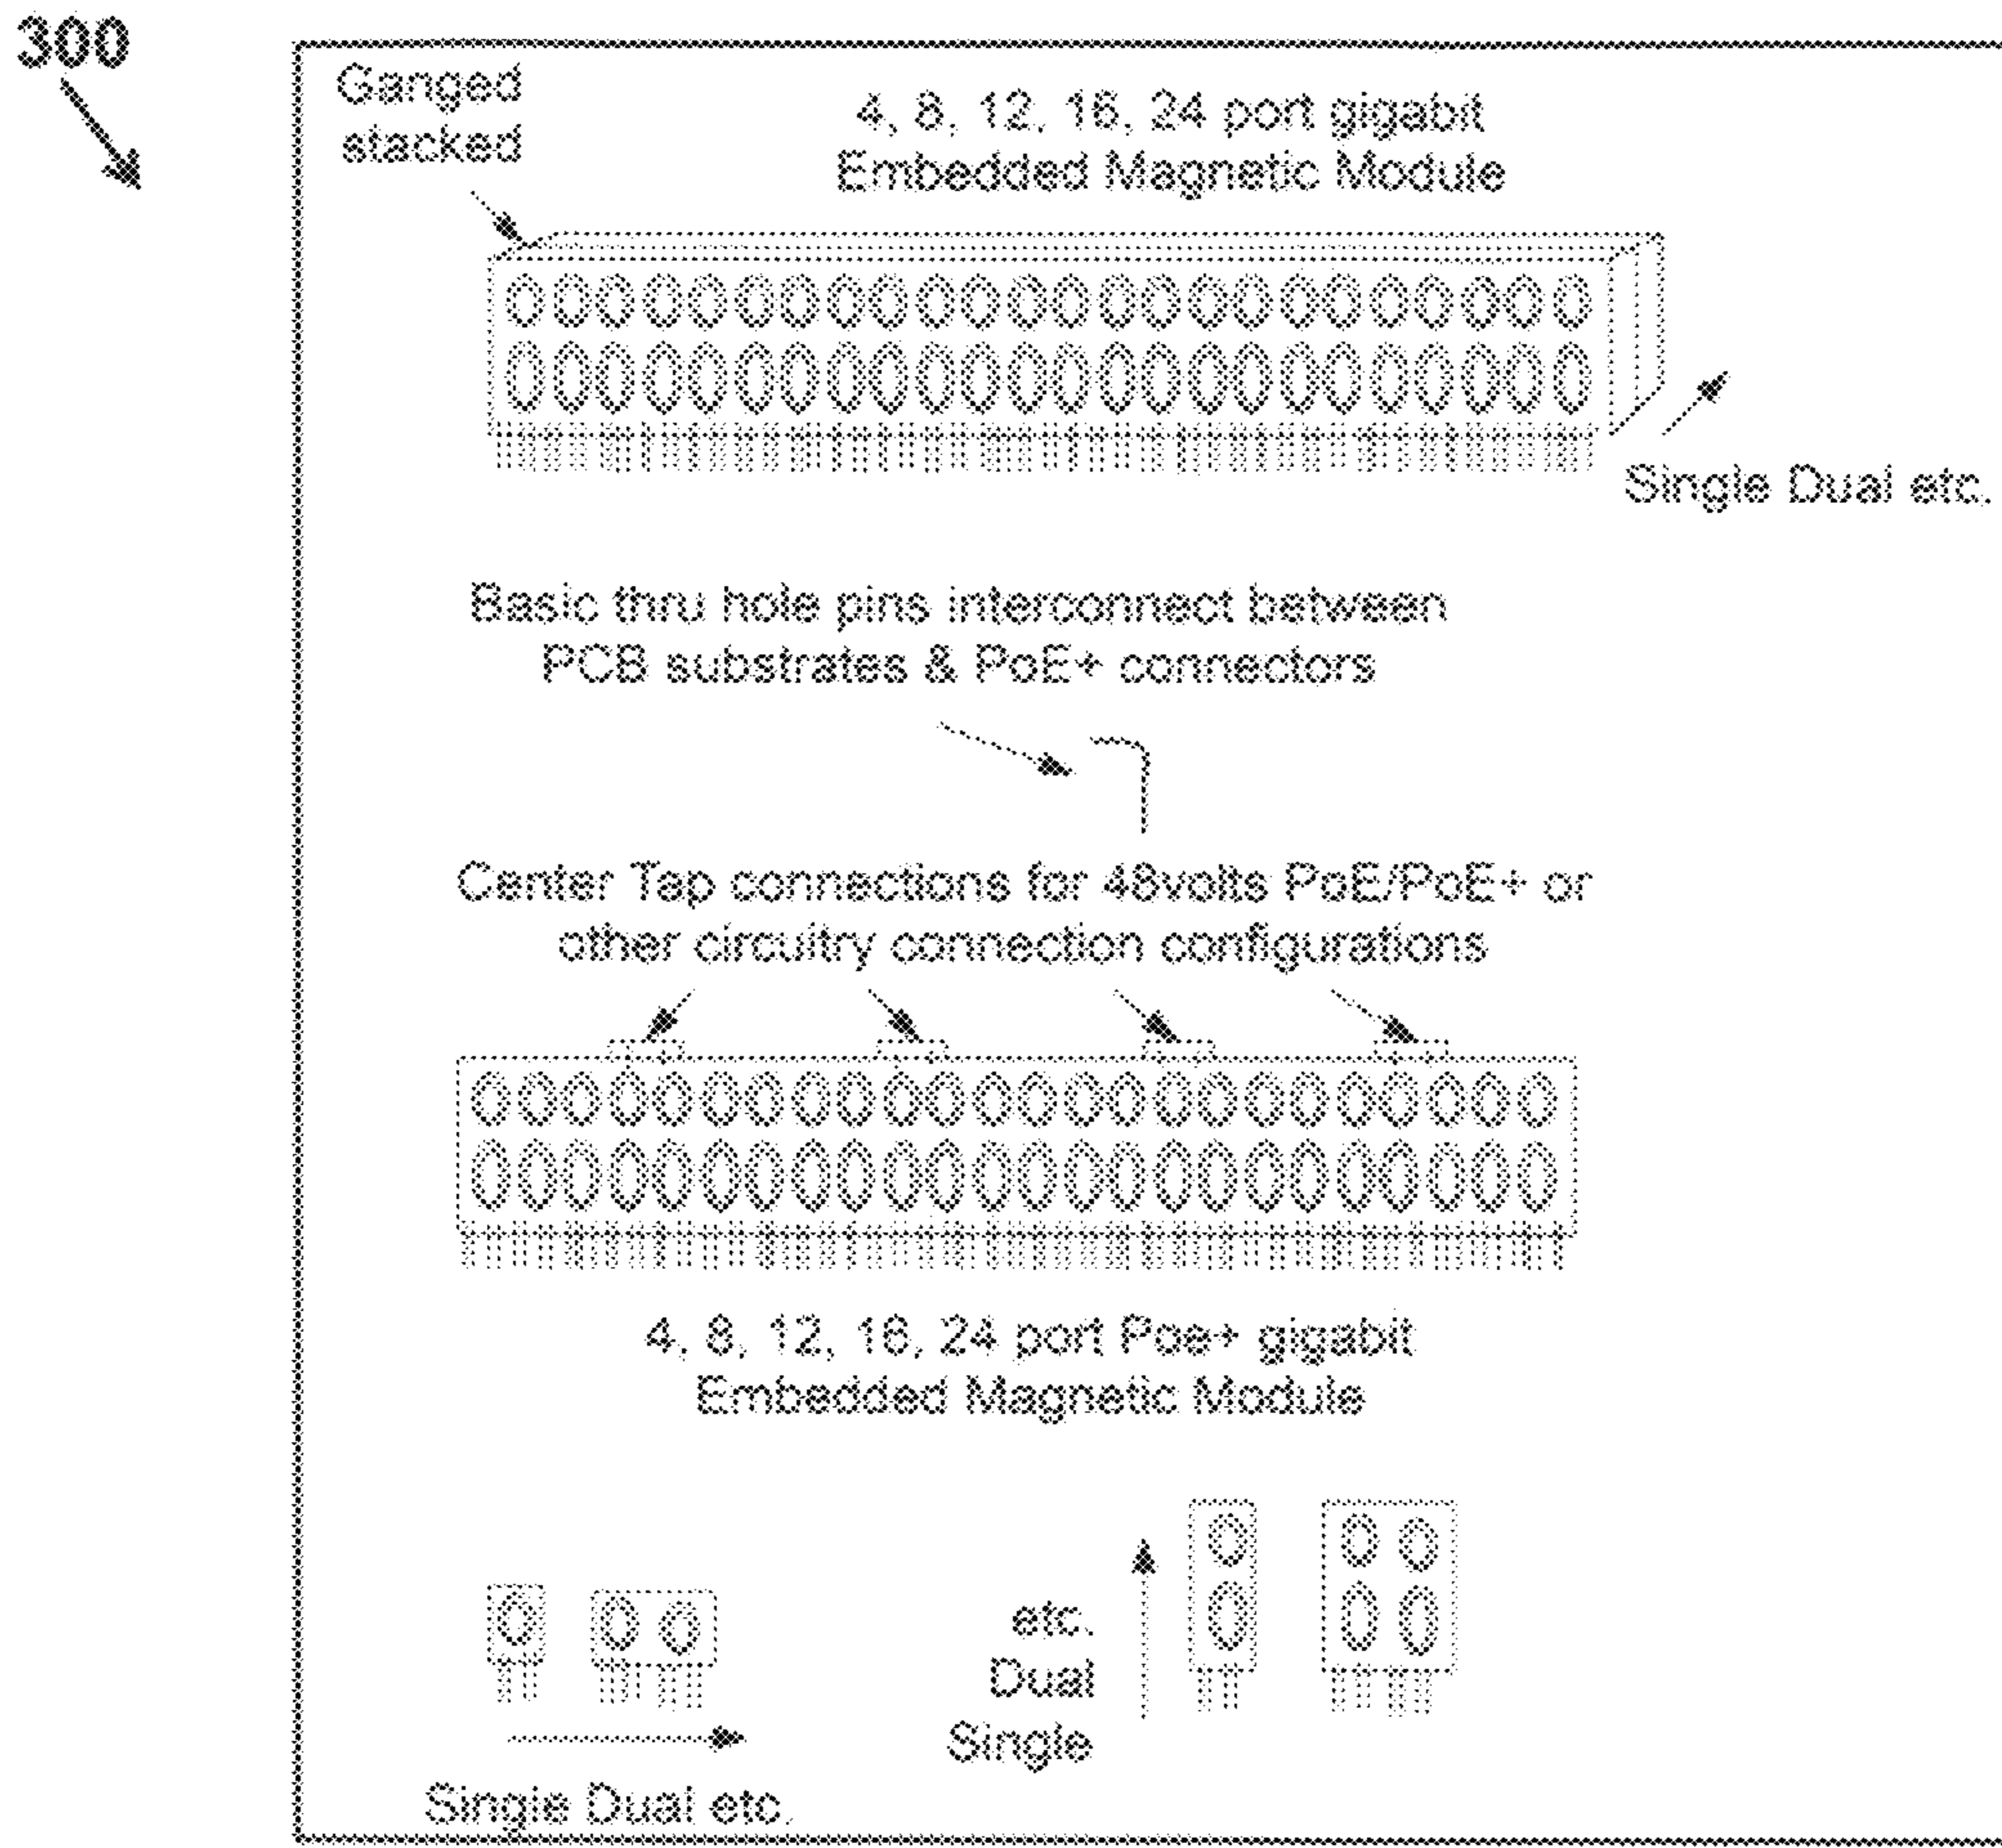 300
Ganged
stacked
4, 8, 12, 16, 24 port gigabit
Embedded Magnetic Module
Single Dual etc.
Basic thru hole pins interconnect between
PCB substrates & PoE+ connectors
Center Tap connections for 48volts PoE/PoE+ or
other circuitry connection configurations
4, 8, 12, 16, 24 port Poe+ gigabit
Embedded Magnetic Module
Single Dual etc.
etc.
Dual
Single